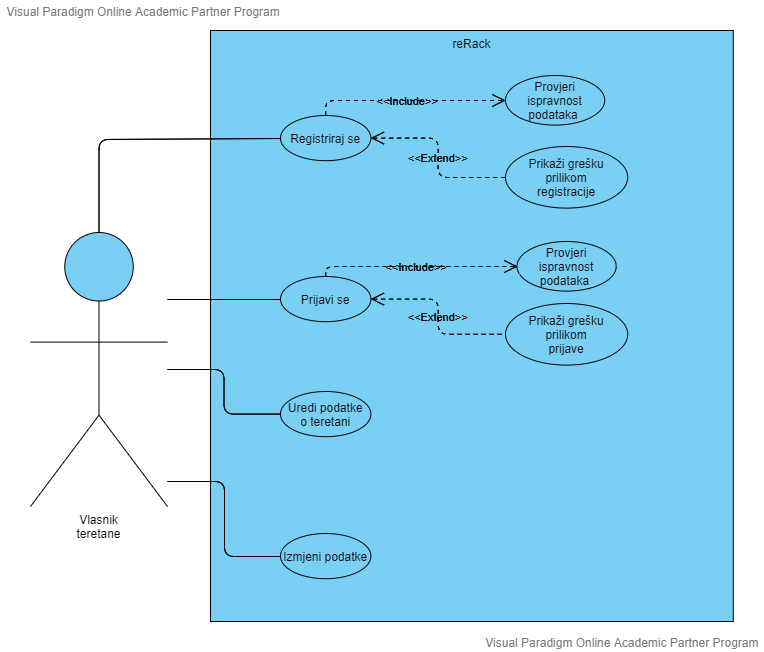 Visual Paradigm Online Academic Partner Program
reRack
Provjeri
ispravnost
podataka
<<Include>>
Registriraj se
<<Extend>>
Prikaži grešku
prilikom
registracije
Provjeri
ispravnost
podataka
<<Include>>
Prijavi se
<<Extend>>
Prikaži grešku
prilikom
prijave
Uredi podatke
o teretani
Vlasnik
teretane
Izmjeni podatke
Visual Paradigm Online Academic Partner Program